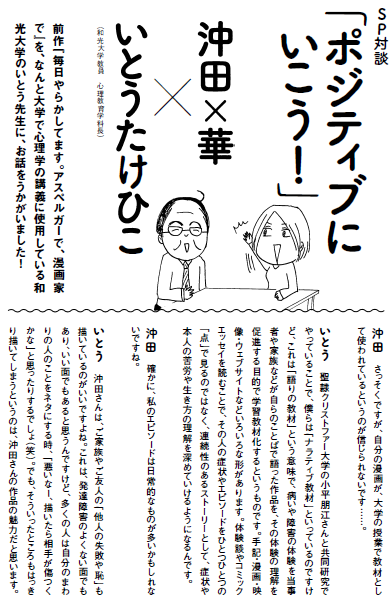 SP対談
「ポジティブに
いこう！」
沖田×華
×
いとうたけひこ
（和光大学教員　心理教育学科長）
前作『毎日やらかしてます。アスペルガーで、漫画家
で』を、なんと大学で心理学の講義に使用している和
光大学のいとう先生に、お話をうかがいました！
沖田　さっそくですが、自分の漫画が、大学の授業で教材とし
て使われているというのが信じられないです……。
いとう　聖隷クリストファー大学の小平朋江さんと共同研究で
やっていることで、僕らは「ナラティブ教材」といっているのですけ
ど、これは「語りの教材」という意味で、病いや障害の体験を当事
者や家族などが自らのことばで語った作品を、その体験の理解を
促進する目的で学習教材化するというものです。手記・漫画・映
像・ウェブサイトなどいろいろな形があります。体験談やコミック
エッセイを読むことで、その人の症状やエピソードをひとつひとつの
「点」で見るのではなく、連続性のあるストーリーとして、症状や
本人の苦労や生き方の理解を深めていけるようになるんです。
沖田　確かに、私のエピソードは日常的なものが多いかもしれな
いですね。
いとう　沖田さんは、ご家族やご友人の「他人の失敗や恥」も
描いているのがいいですよね。これは、発達障害のよくない面でも
あり、いい面でもあると思うんですけど、多くの人は自分のまわ
りの人のことをネタにする時、「悪いなー、描いたら相手が傷つく
かな」と思ったりするでしょ（笑）。でも、そういったところもはっき
り描いてしまうというのは、沖田さんの作品の魅力だと思います。